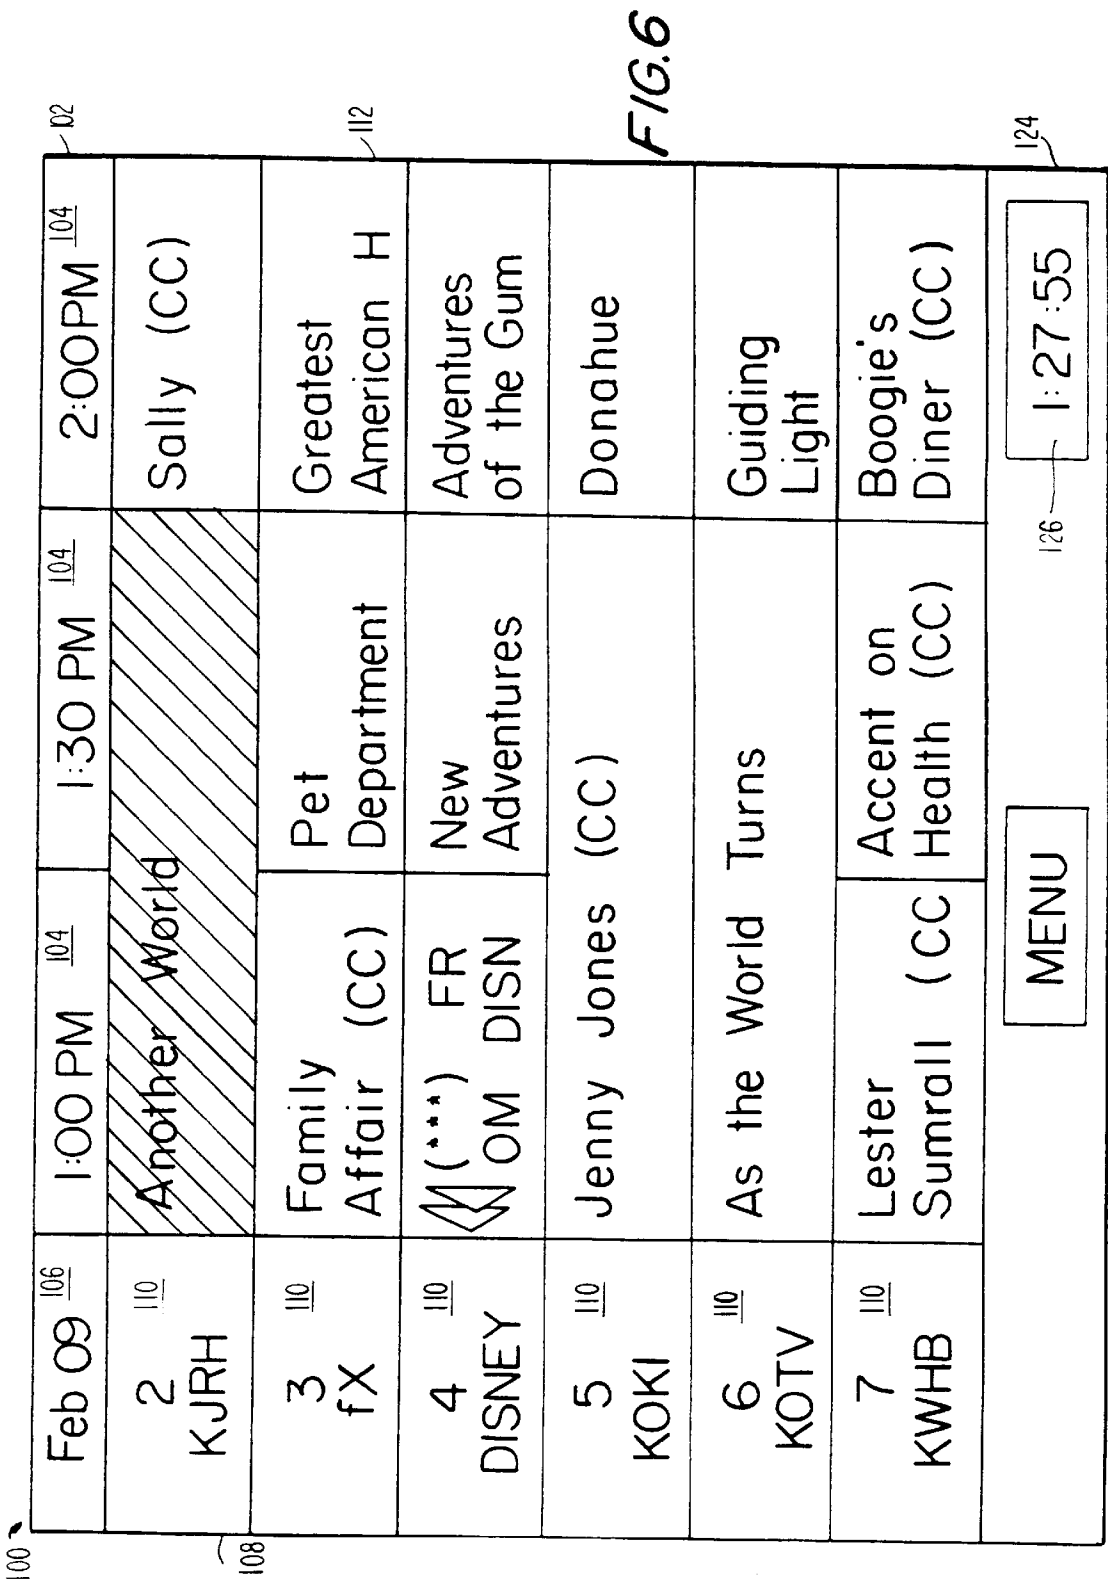 100
Feb 09 106
1:00 PM 104
1:30 PM 104
2:00PM 104
102
108
2 110
KJRH
Another World
Sally (CC)
3 110
fX
Family
Affair (CC)
Pet
Department
Greatest
American H
112
4 110
DISNEY
(***) FR
OM DISN
New
Adventures
Adventures
of the Gum
5 110
KOKI
Jenny Jones (CC)
Donahue
6 110
KOTV
As the World Turns
Guiding
Light
7 110
KWHB
Lester
Sumrall (CC
Accent on
Health (CC)
Boogie's
Diner (CC)
MENU
126
1:27:55
124
FIG.6